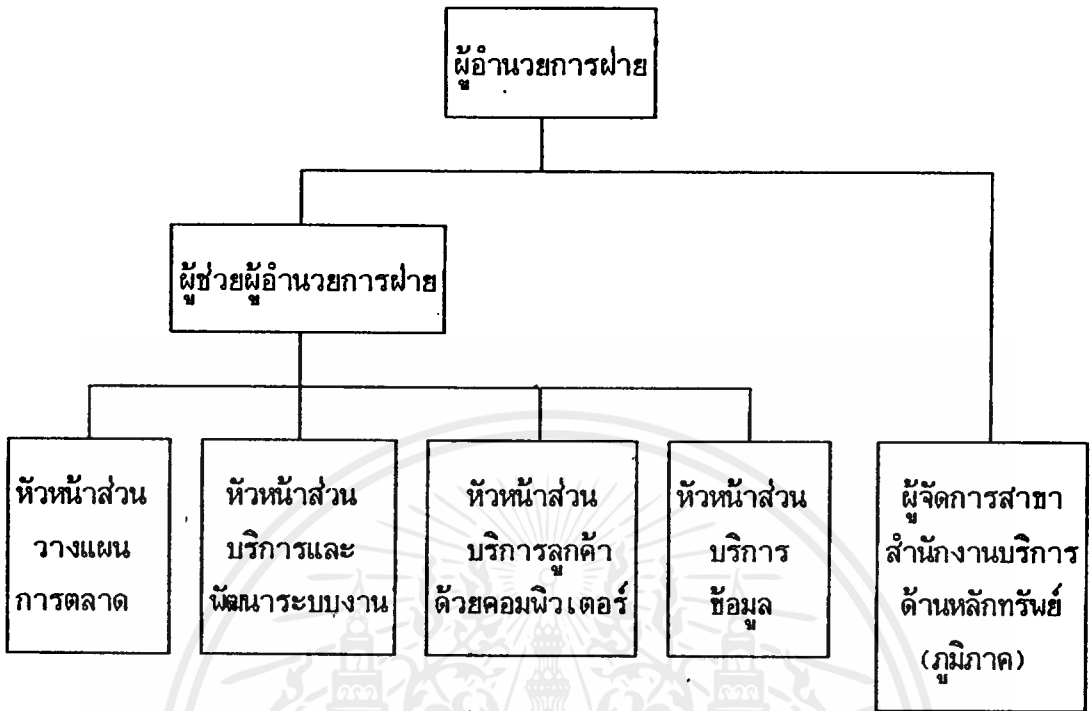 ผู้อำนวยการฝ่าย
ผู้ช่วยผู้อำนวยการฝ่าย
หัวหน้าส่วน
วางแผน
การตลาด
หัวหน้าส่วน
บริการและ
พัฒนาระบบงาน
หัวหน้าส่วน
บริการลูกค้า
ด้วยคอมพิวเตอร์
หัวหน้าส่วน
บริการ
ข้อมูล
ผู้จัดการสาขา
สำนักงานบริการ
ด้านหลักทรัพย์
(ภูมิภาค)